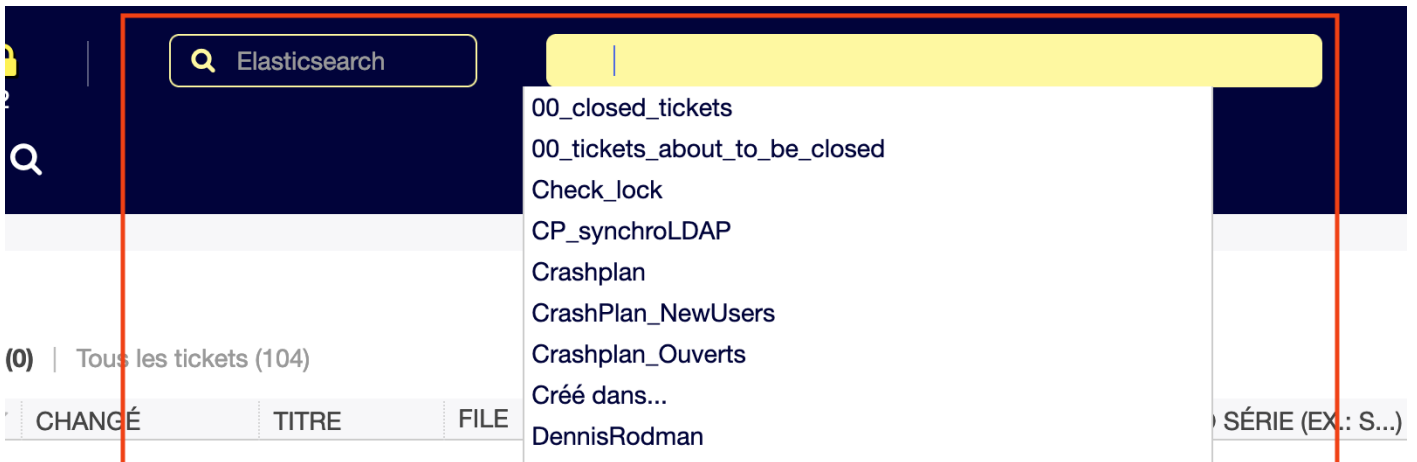 Elasticsearch
00_closed_tickets
00_tickets_about_to_be_closed
Check_lock
CP_synchroLDAP
Crashplan
CrashPlan_NewUsers
(0) | Tous les tickets (104)
Crashplan_Ouverts
Créé dans...
CHANGÉ TITRE FILE SÉRIE (EX.: S...)
DennisRodman